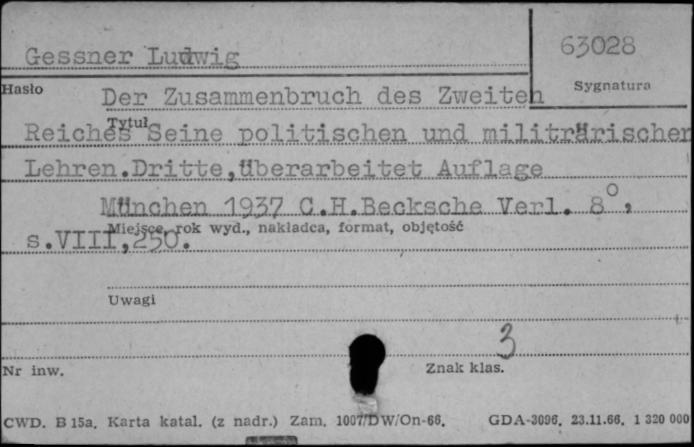 Gessner Ludwig
63028
Hasło
Sygnatura
Der Zusammenbruch des Zweiten
Tytuł
Reiches Seine politischen und militrärischen
Lehren.Dritte,überarbeitet Auflage
München 1937 C.H.Becksche Verl. 8°,
Miejsce, rok wyd., nakładca, format, objętość
s.VIII,250.
Uwagi
3
Nr inw.
Znak klas.
CWD. B 15a. Karta katal. (z nadr.) Zam. 1007/DW/On-66. GDA-3096. 23.11.66. 1 320 000